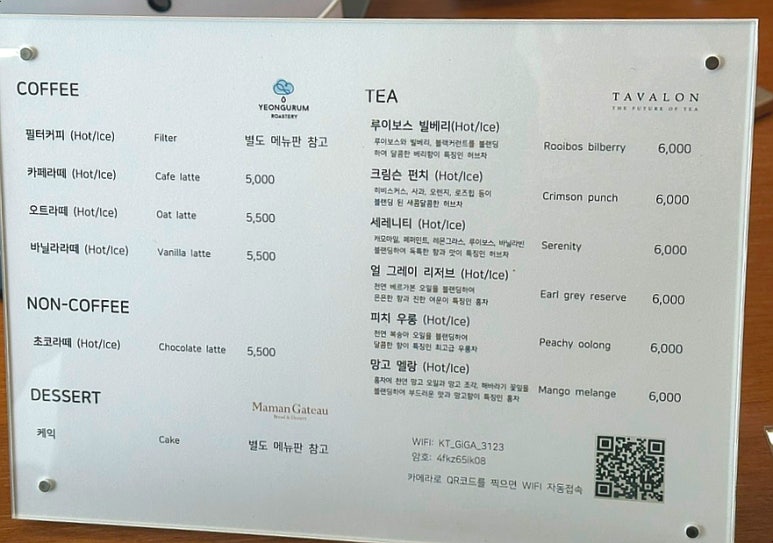 COFFEE
YEONGURUM
ROASTERY
필터커피 (Hot/Ice) Filter 별도 메뉴판 참고
카페라떼 (Hot/Ice) Cafe latte 5,000
오트라떼 (Hot/Ice) Oat latte 5,500
바닐라라떼 (Hot/Ice) Vanilla latte 5,500
NON-COFFEE
초코라떼 (Hot/Ice) Chocolate latte 5,500
DESSERT
Maman Gateau
Bread & Dessert
케익 Cake 별도 메뉴판 참고
TEA
TAVALON
THE FUTURE OF TEA
루이보스 빌베리(Hot/Ice) Rooibos bilberry 6,000
루이보스와 빌베리, 블랙커런트를 블랜딩
하여 달콤한 베리향이 특징인 허브차
크림슨 펀치 (Hot/Ice) Crimson punch 6,000
히비스커스, 사과, 오렌지, 로즈힙 등이
블랜딩 된 새콤달콤한 허브차
세레니티 (Hot/Ice) Serenity 6,000
캐모마일, 페퍼민트, 레몬그라스, 루이보스, 바닐라빈
블랜딩하여 독특한 향과 맛이 특징인 허브차
얼 그레이 리저브 (Hot/Ice) Earl grey reserve 6,000
천연 베르가못 오일을 블랜딩하여
은은한 향과 진한 여운이 특징인 홍차
피치 우롱 (Hot/Ice) Peachy oolong 6,000
천연 복숭아 오일을 블랜딩하여
달콤한 향이 특징인 최고급 우롱차
망고 멜랑 (Hot/Ice) Mango melange 6,000
홍차에 천연 망고 오일과 망고 조각, 해바라기 꽃잎을
블랜딩하여 부드러운 맛과 망고향이 특징인 홍차
WIFI: KT_GiGA_3123
암호: 4fkz65ik08
카메라로 QR코드를 찍으면 WIFI 자동접속